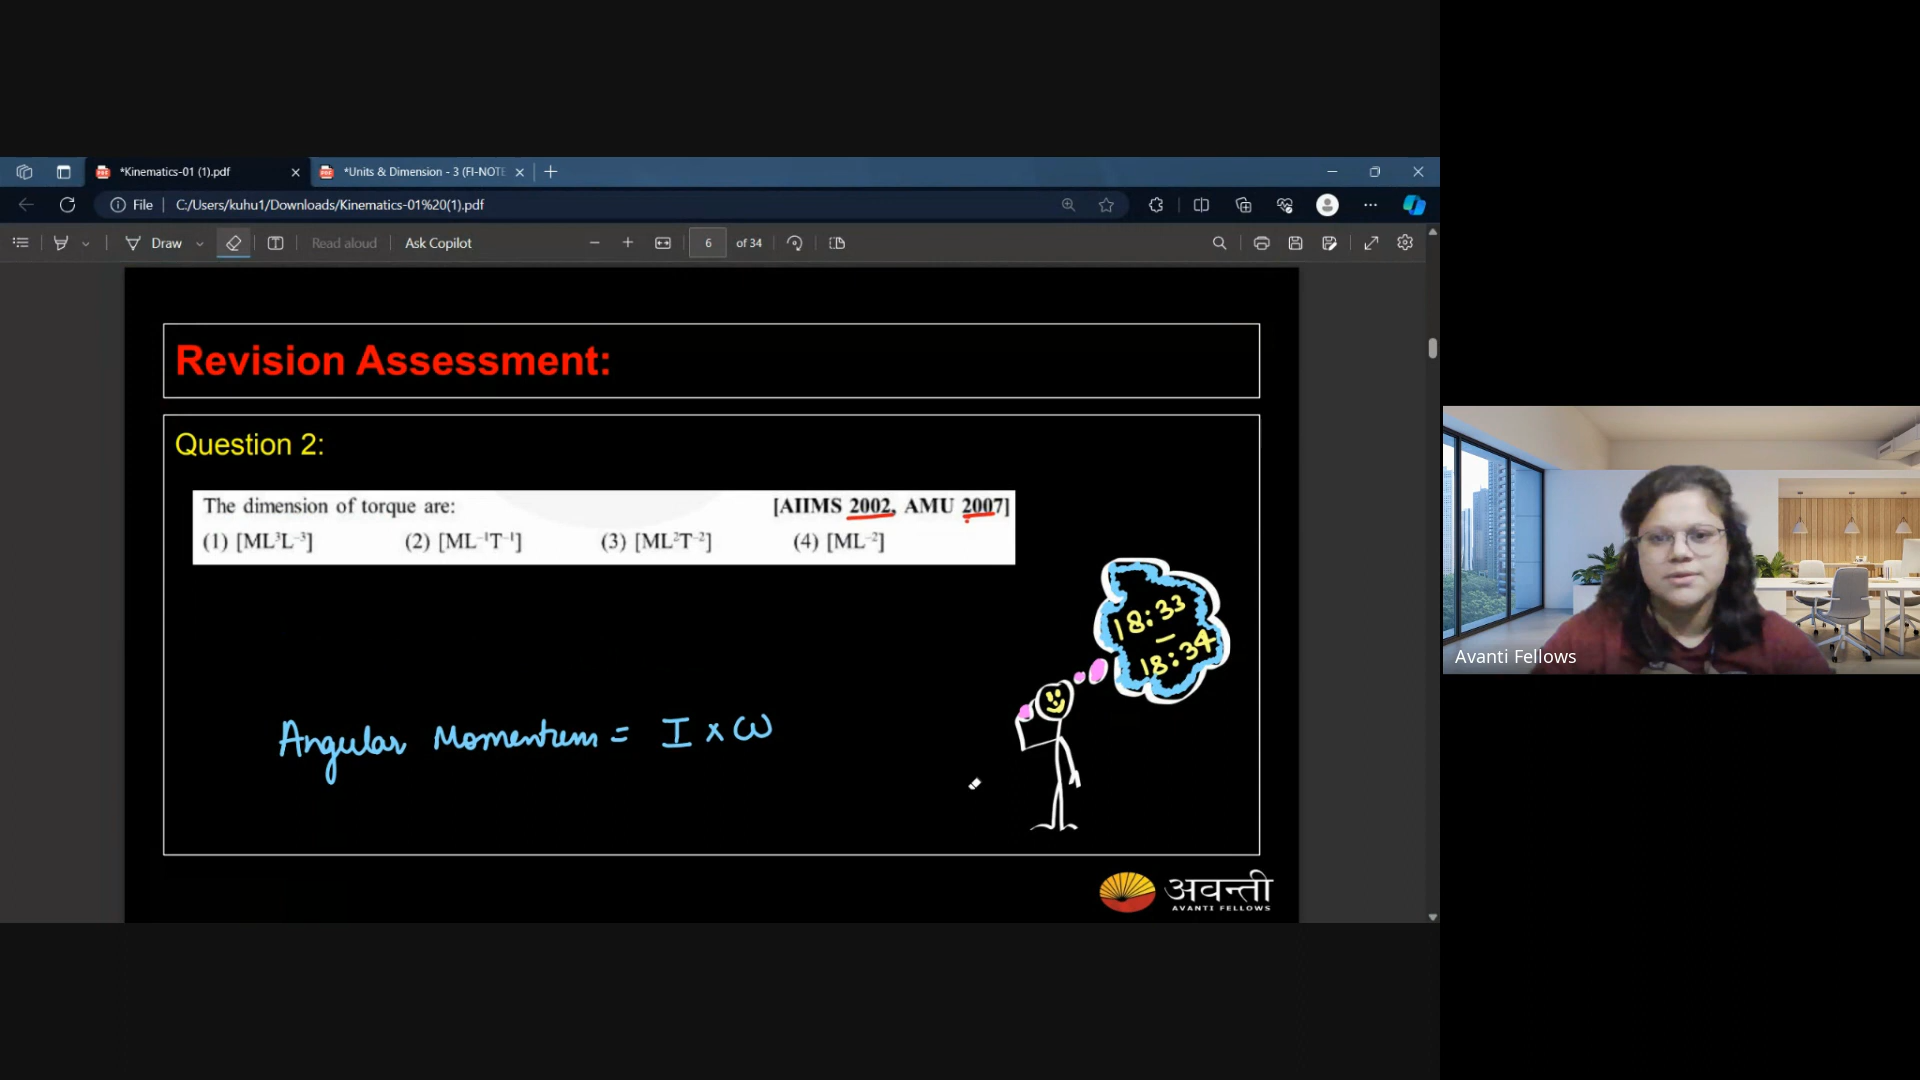 *Kinematics-01 (1).pdf
*Units & Dimension - 3 (FI-NOTE
File
C:/Users/kuhu1/Downloads/Kinematics-01%20(1).pdf
Draw
Read aloud
Ask Copilot
6 of 34
Revision Assessment:
Question 2:
The dimension of torque are: [AIIMS 2002, AMU 2007]
(1) [ML³L⁻³] (2) [ML⁻¹T⁻¹] (3) [ML²T⁻²] (4) [ML⁻²]
18:33
–
18:34
Angular Momentum = I × ω
अवन्ती
AVANTI FELLOWS
Avanti Fellows